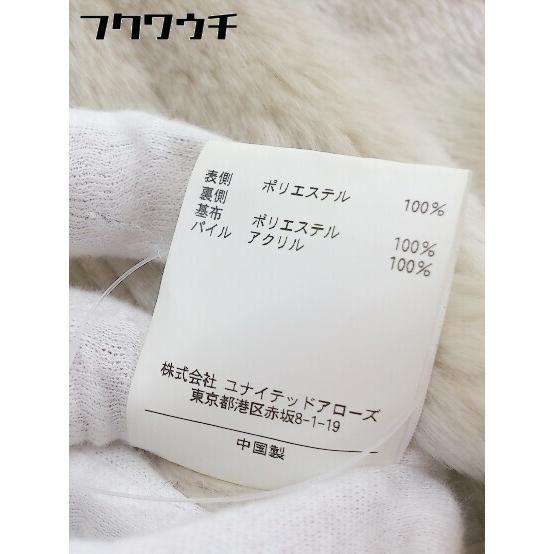 フクワウチ
表側 ポリエステル 100%
裏側
基布 ポリエステル 100%
パイル アクリル 100%
株式会社 ユナイテッドアローズ
東京都港区赤坂8-1-19
中国製